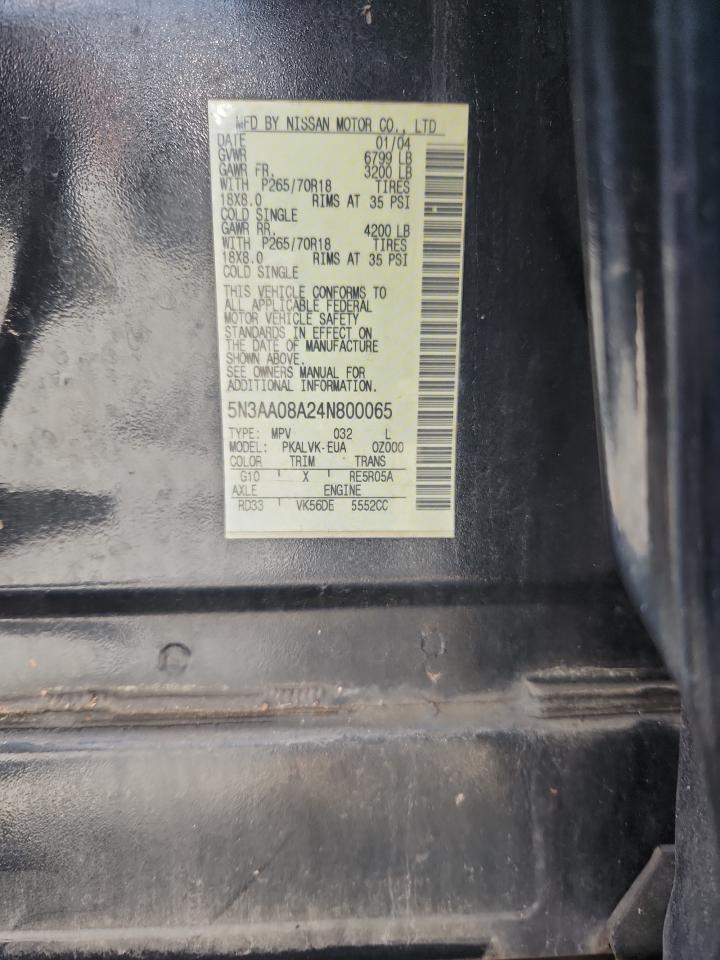 MFD BY NISSAN MOTOR CO., LTD
DATE 01/04
GVWR 6799 LB
GAWR FR. 3200 LB
WITH P265/70R18 TIRES
18X8.0 RIMS AT 35 PSI
COLD SINGLE
GAWR RR. 4200 LB
WITH P265/70R18 TIRES
18X8.0 RIMS AT 35 PSI
COLD SINGLE
THIS VEHICLE CONFORMS TO
ALL APPLICABLE FEDERAL
MOTOR VEHICLE SAFETY
STANDARDS IN EFFECT ON
THE DATE OF MANUFACTURE
SHOWN ABOVE.
SEE OWNERS MANUAL FOR
ADDITIONAL INFORMATION.
5N3AA08A24N800065
TYPE: MPV 032 L
MODEL: PKALVK-EUA 0Z000
COLOR TRIM TRANS
G10 X RE5R05A
AXLE ENGINE
RD33 VK56DE 5552CC